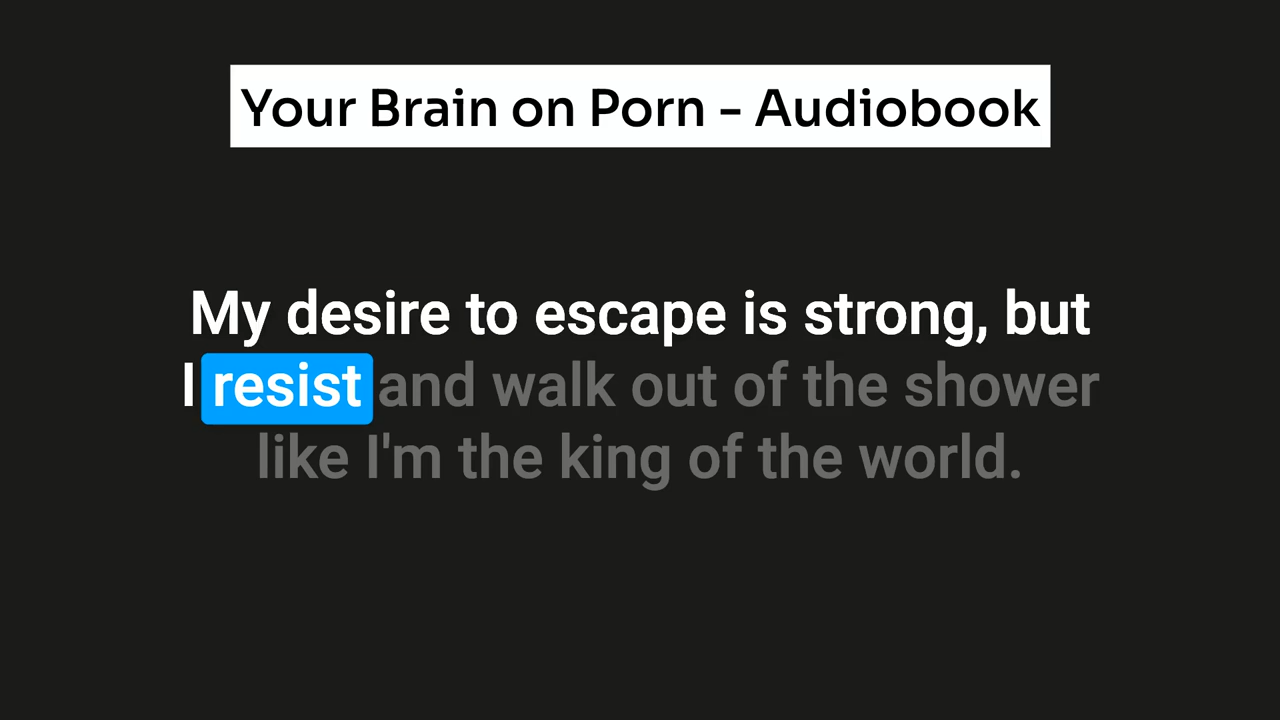 Your Brain on Porn - Audiobook
My desire to escape is strong, but
I resist and walk out of the shower
like I'm the king of the world.